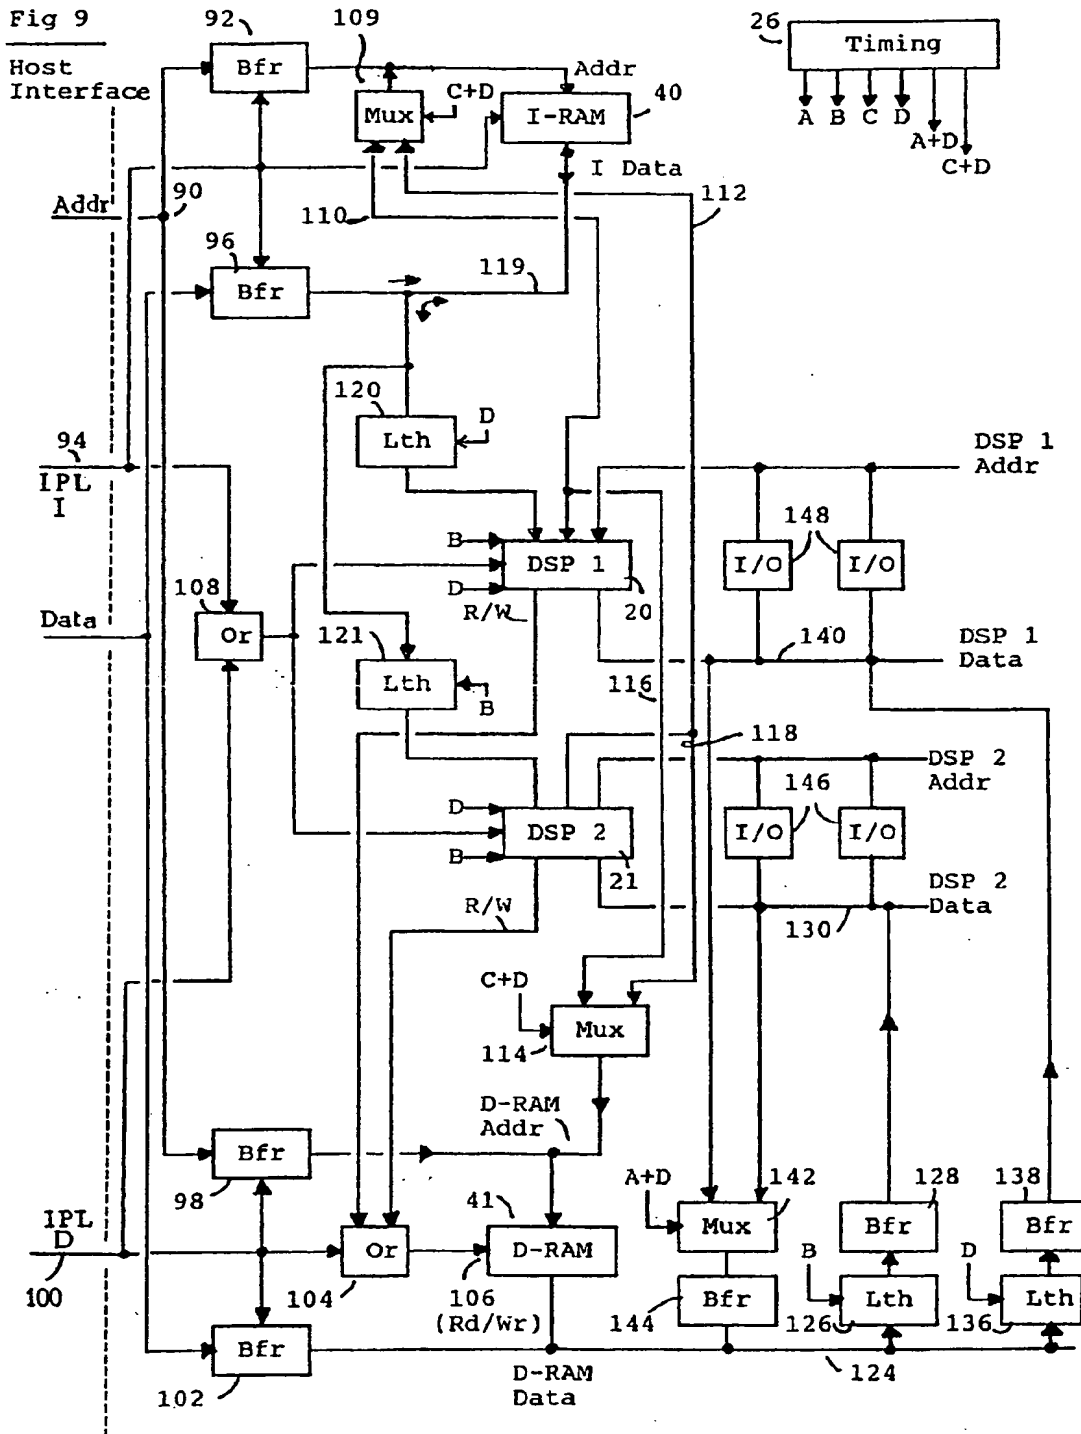 Fig 9
92
109
26
Timing
Host
Interface
Bfr
Addr
A
B
C
D
A+D
C+D
Mux
C+D
40
I-RAM
I Data
112
Addr
90
110
96
Bfr
119
120
D
Lth
94
IPL
I
DSP 1
Addr
148
B
DSP 1
D
I/O
I/O
108
R/W
20
Data
Or
121
140
DSP 1
Data
Lth
116
B
118
DSP 2
Addr
146
D
DSP 2
I/O
I/O
B
21
R/W
DSP 2
Data
130
C+D
Mux
114
D-RAM
Addr
Bfr
98
A+D
142
128
138
41
IPL
D
Mux
Bfr
Bfr
Or
D-RAM
B
D
100
104
106
(Rd/Wr)
144
Bfr
126
Lth
136
Lth
Bfr
102
D-RAM
Data
124